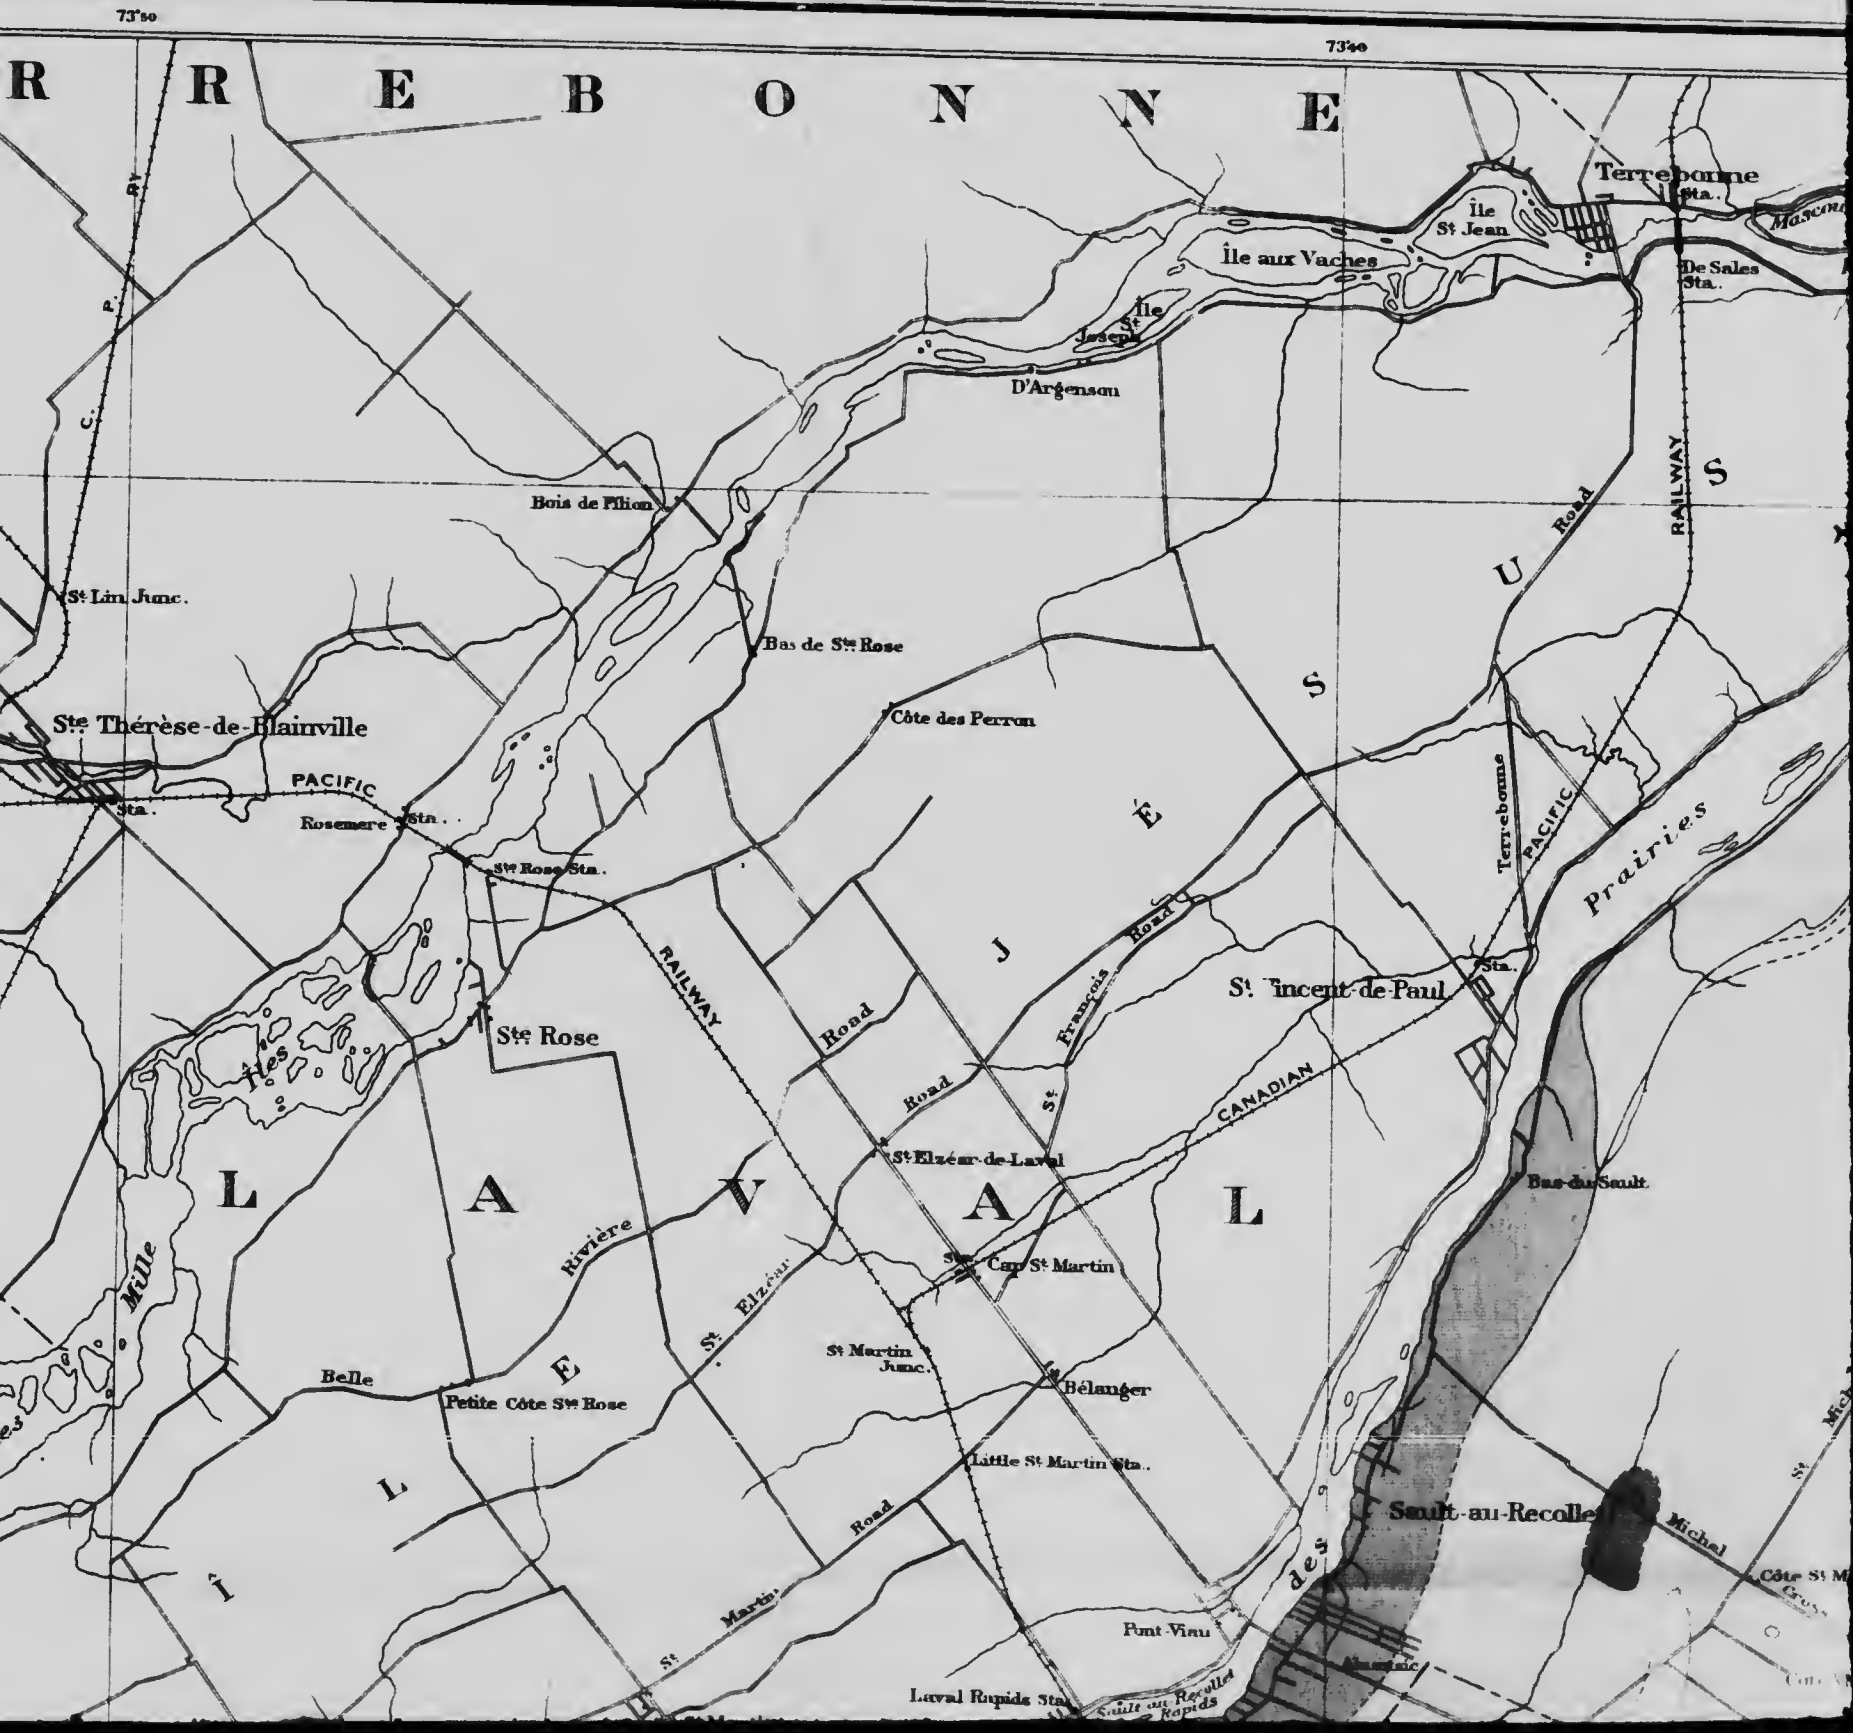 73°50
73°40
R R E B O N N E
RY
P.
C.
Terrebonne
Sta.
Île
St Jean
Île aux Vaches
De Sales
Sta.
Île
St
Joseph
D'Argenson
RAILWAY
S
Road
Bois de Filion
U
St Lin Junc.
Bas de Ste Rose
S
Côte des Perron
Ste Thérèse-de-Blainville
PACIFIC
Sta.
Rosemere Sta.
Terrebonne
PACIFIC
Prairies
É
Ste Rose Sta.
Road
J
RAILWAY
Sta.
St Vincent-de-Paul
François
Road
Ste Rose
Îles
Road
St
CANADIAN
St Elzéar-de-Laval
Bas-du-Sault
L A V A L
Rivière
Mille
Elzéar
St
Sta.
Cap St Martin
St Martin
Junc.
Belle
E
Bélanger
Petite Côte Ste Rose
Little St Martin Sta.
St
L
Road
Sault-au-Recolle
Michel
des
Î
Martin
St
Côte St M
Pont-Viau
Laval Rapids Sta.
Sault au Recollet
Rapids